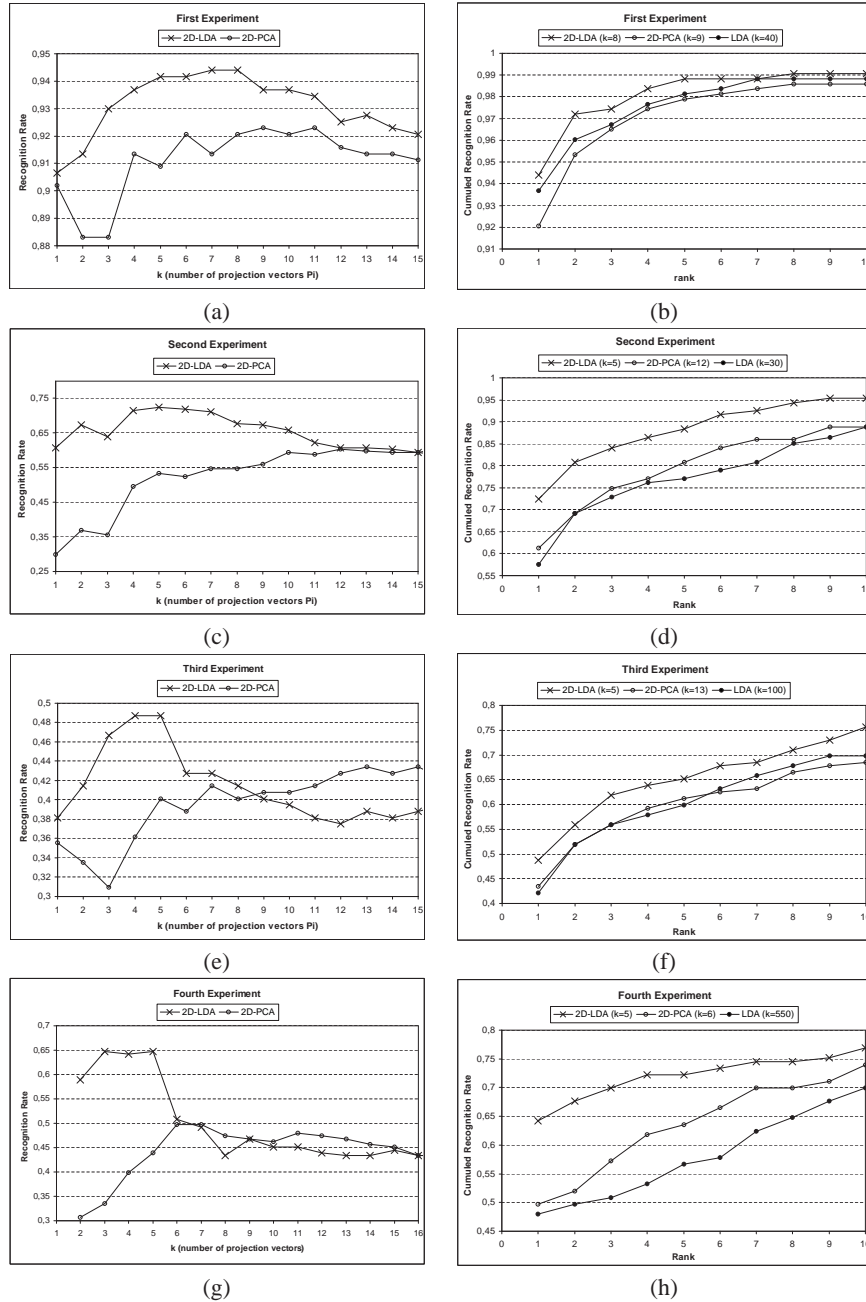 First Experiment
2D-LDA 2D-PCA
0,95
0,94
0,93
0,92
0,91
0,9
0,89
0,88
Recognition Rate
1 2 3 4 5 6 7 8 9 10 11 12 13 14 15
k (number of projection vectors Pi)
(a)
First Experiment
2D-LDA (k=8) 2D-PCA (k=9) LDA (k=40)
1
0,99
0,98
0,97
0,96
0,95
0,94
0,93
0,92
0,91
Cumuled Recognition Rate
0 1 2 3 4 5 6 7 8 9 1
rank
(b)
Second Experiment
2D-LDA 2D-PCA
0,75
0,65
0,55
0,45
0,35
0,25
Recognition Rate
1 2 3 4 5 6 7 8 9 10 11 12 13 14 15
k (number of projection vectors Pi)
(c)
Second Experiment
2D-LDA (k=5) 2D-PCA (k=12) LDA (k=30)
1
0,95
0,9
0,85
0,8
0,75
0,7
0,65
0,6
0,55
Cumuled Recognition Rate
0 1 2 3 4 5 6 7 8 9 1
Rank
(d)
Third Experiment
2D-LDA 2D-PCA
0,5
0,48
0,46
0,44
0,42
0,4
0,38
0,36
0,34
0,32
0,3
Recognition Rate
1 2 3 4 5 6 7 8 9 10 11 12 13 14 15
k (number of projection vectors Pi)
(e)
Third Experiment
2D-LDA (k=5) 2D-PCA (k=13) LDA (k=100)
0,8
0,75
0,7
0,65
0,6
0,55
0,5
0,45
0,4
Cumuled Recognition Rate
0 1 2 3 4 5 6 7 8 9 1
Rank
(f)
Fourth Experiment
2D-LDA 2D-PCA
0,7
0,65
0,6
0,55
0,5
0,45
0,4
0,35
0,3
Recognition Rate
1 2 3 4 5 6 7 8 9 10 11 12 13 14 15 16
k (number of projection vectors)
(g)
Fourth Experiment
2D-LDA (k=5) 2D-PCA (k=6) LDA (k=550)
0,8
0,75
0,7
0,65
0,6
0,55
0,5
0,45
Cumuled Recognition Rate
0 1 2 3 4 5 6 7 8 9 10
Rank
(h)